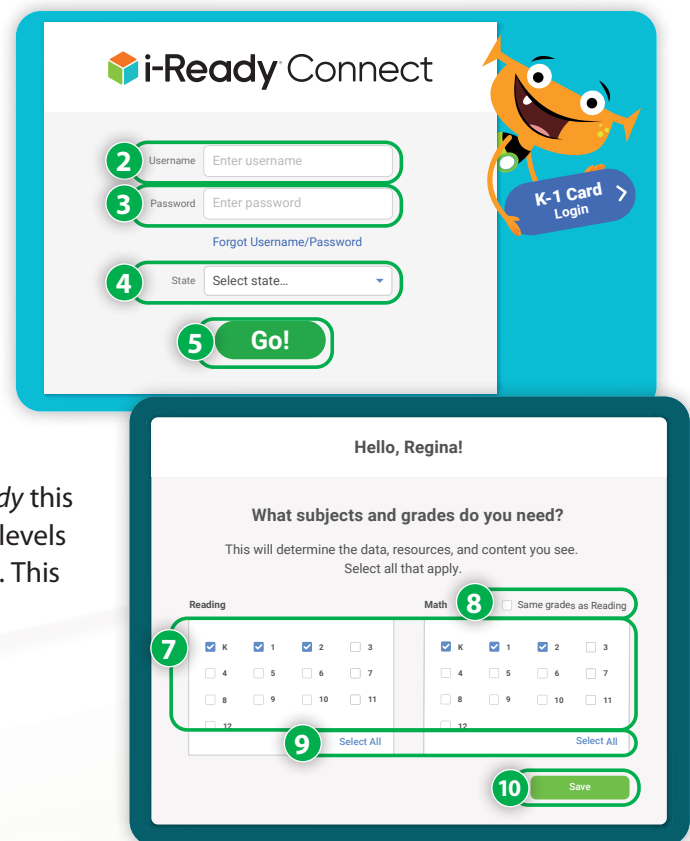 i-Ready Connect
2 Username Enter username
3 Password Enter password
Forgot Username/Password
4 State Select state...
5 Go!
K-1 Card
Login
dy this
levels
. This
Hello, Regina!
What subjects and grades do you need?
This will determine the data, resources, and content you see.
Select all that apply.
Reading Math 8 Same grades as Reading
7 K 1 2 3 K 1 2 3
4 5 6 7 4 5 6 7
8 9 10 11 8 9 10 11
12 12
9 Select All Select All
10 Save